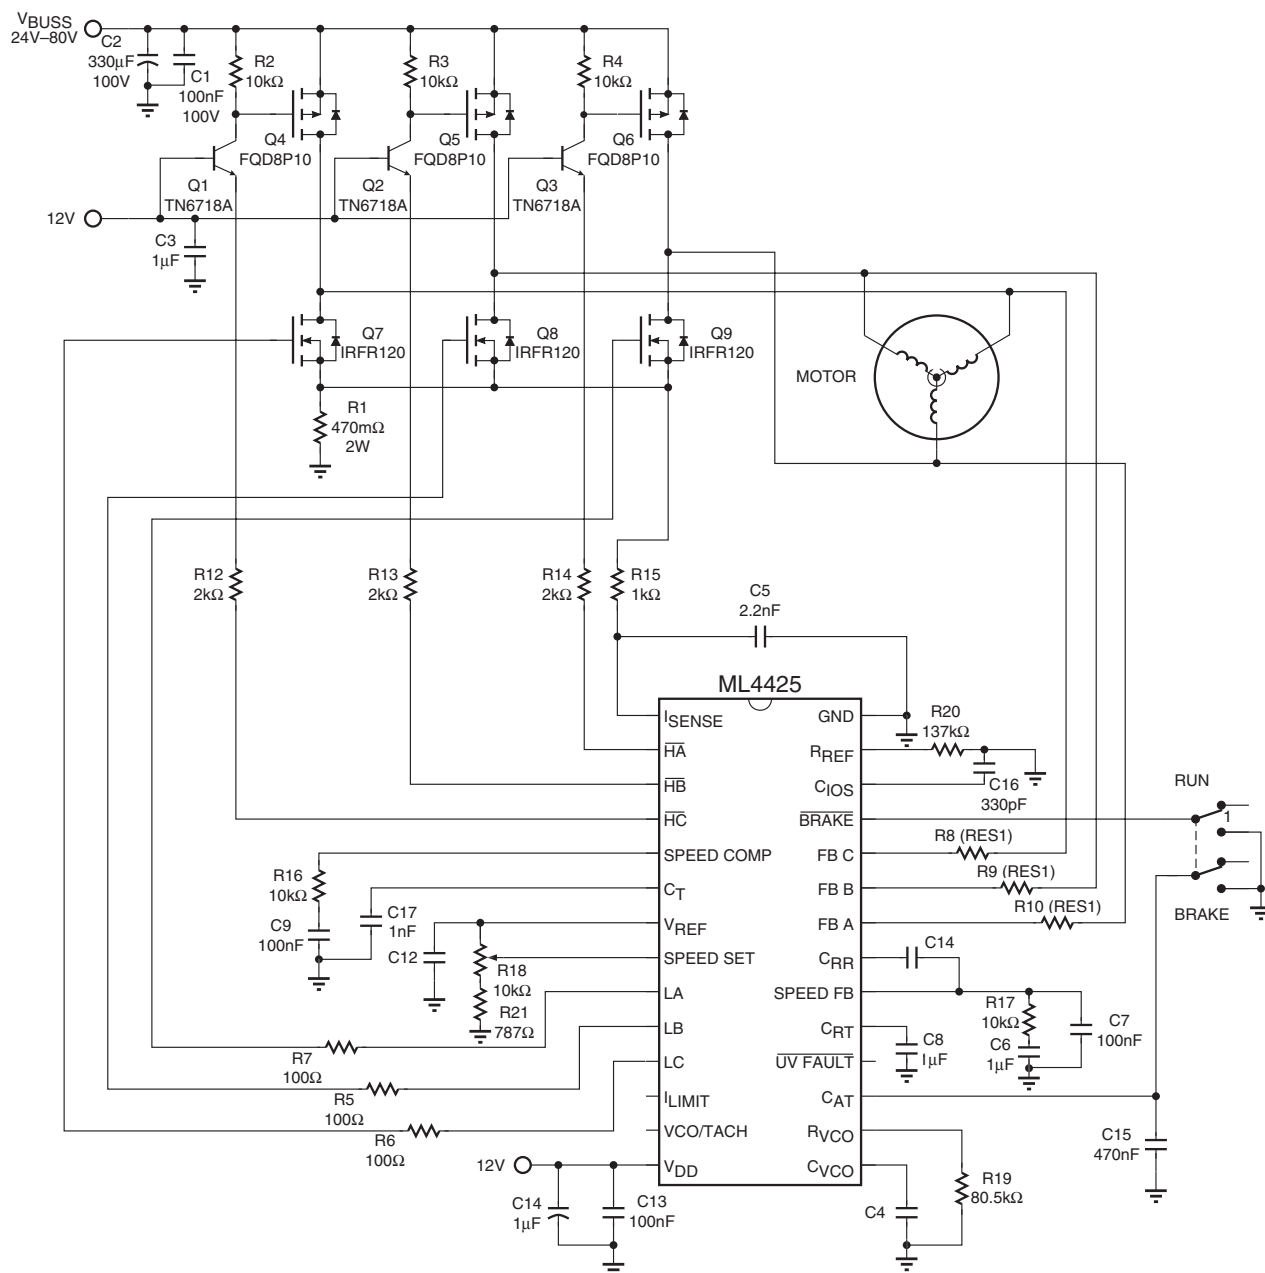 VBUSS
24V–80V
C2
330µF
100V
C1
100nF
100V
R2
10kΩ
R3
10kΩ
R4
10kΩ
Q4
FQD8P10
Q5
FQD8P10
Q6
FQD8P10
Q1
TN6718A
Q2
TN6718A
Q3
TN6718A
12V
C3
1µF
Q7
IRFR120
Q8
IRFR120
Q9
IRFR120
MOTOR
R1
470mΩ
2W
R12
2kΩ
R13
2kΩ
R14
2kΩ
R15
1kΩ
C5
2.2nF
ML4425
ISENSE
HA
HB
HC
SPEED COMP
CT
VREF
SPEED SET
LA
LB
LC
ILIMIT
VCO/TACH
VDD
GND
RREF
CIOS
BRAKE
FB C
FB B
FB A
CRR
SPEED FB
CRT
UV FAULT
CAT
RVCO
CVCO
R20
137kΩ
C16
330pF
RUN
1
BRAKE
R8 (RES1)
R9 (RES1)
R10 (RES1)
R16
10kΩ
C9
100nF
C17
1nF
C12
R18
10kΩ
R21
787Ω
C14
R17
10kΩ
C6
1µF
C7
100nF
C8
1µF
R7
100Ω
R5
100Ω
R6
100Ω
C15
470nF
12V
C14
1µF
C13
100nF
C4
R19
80.5kΩ